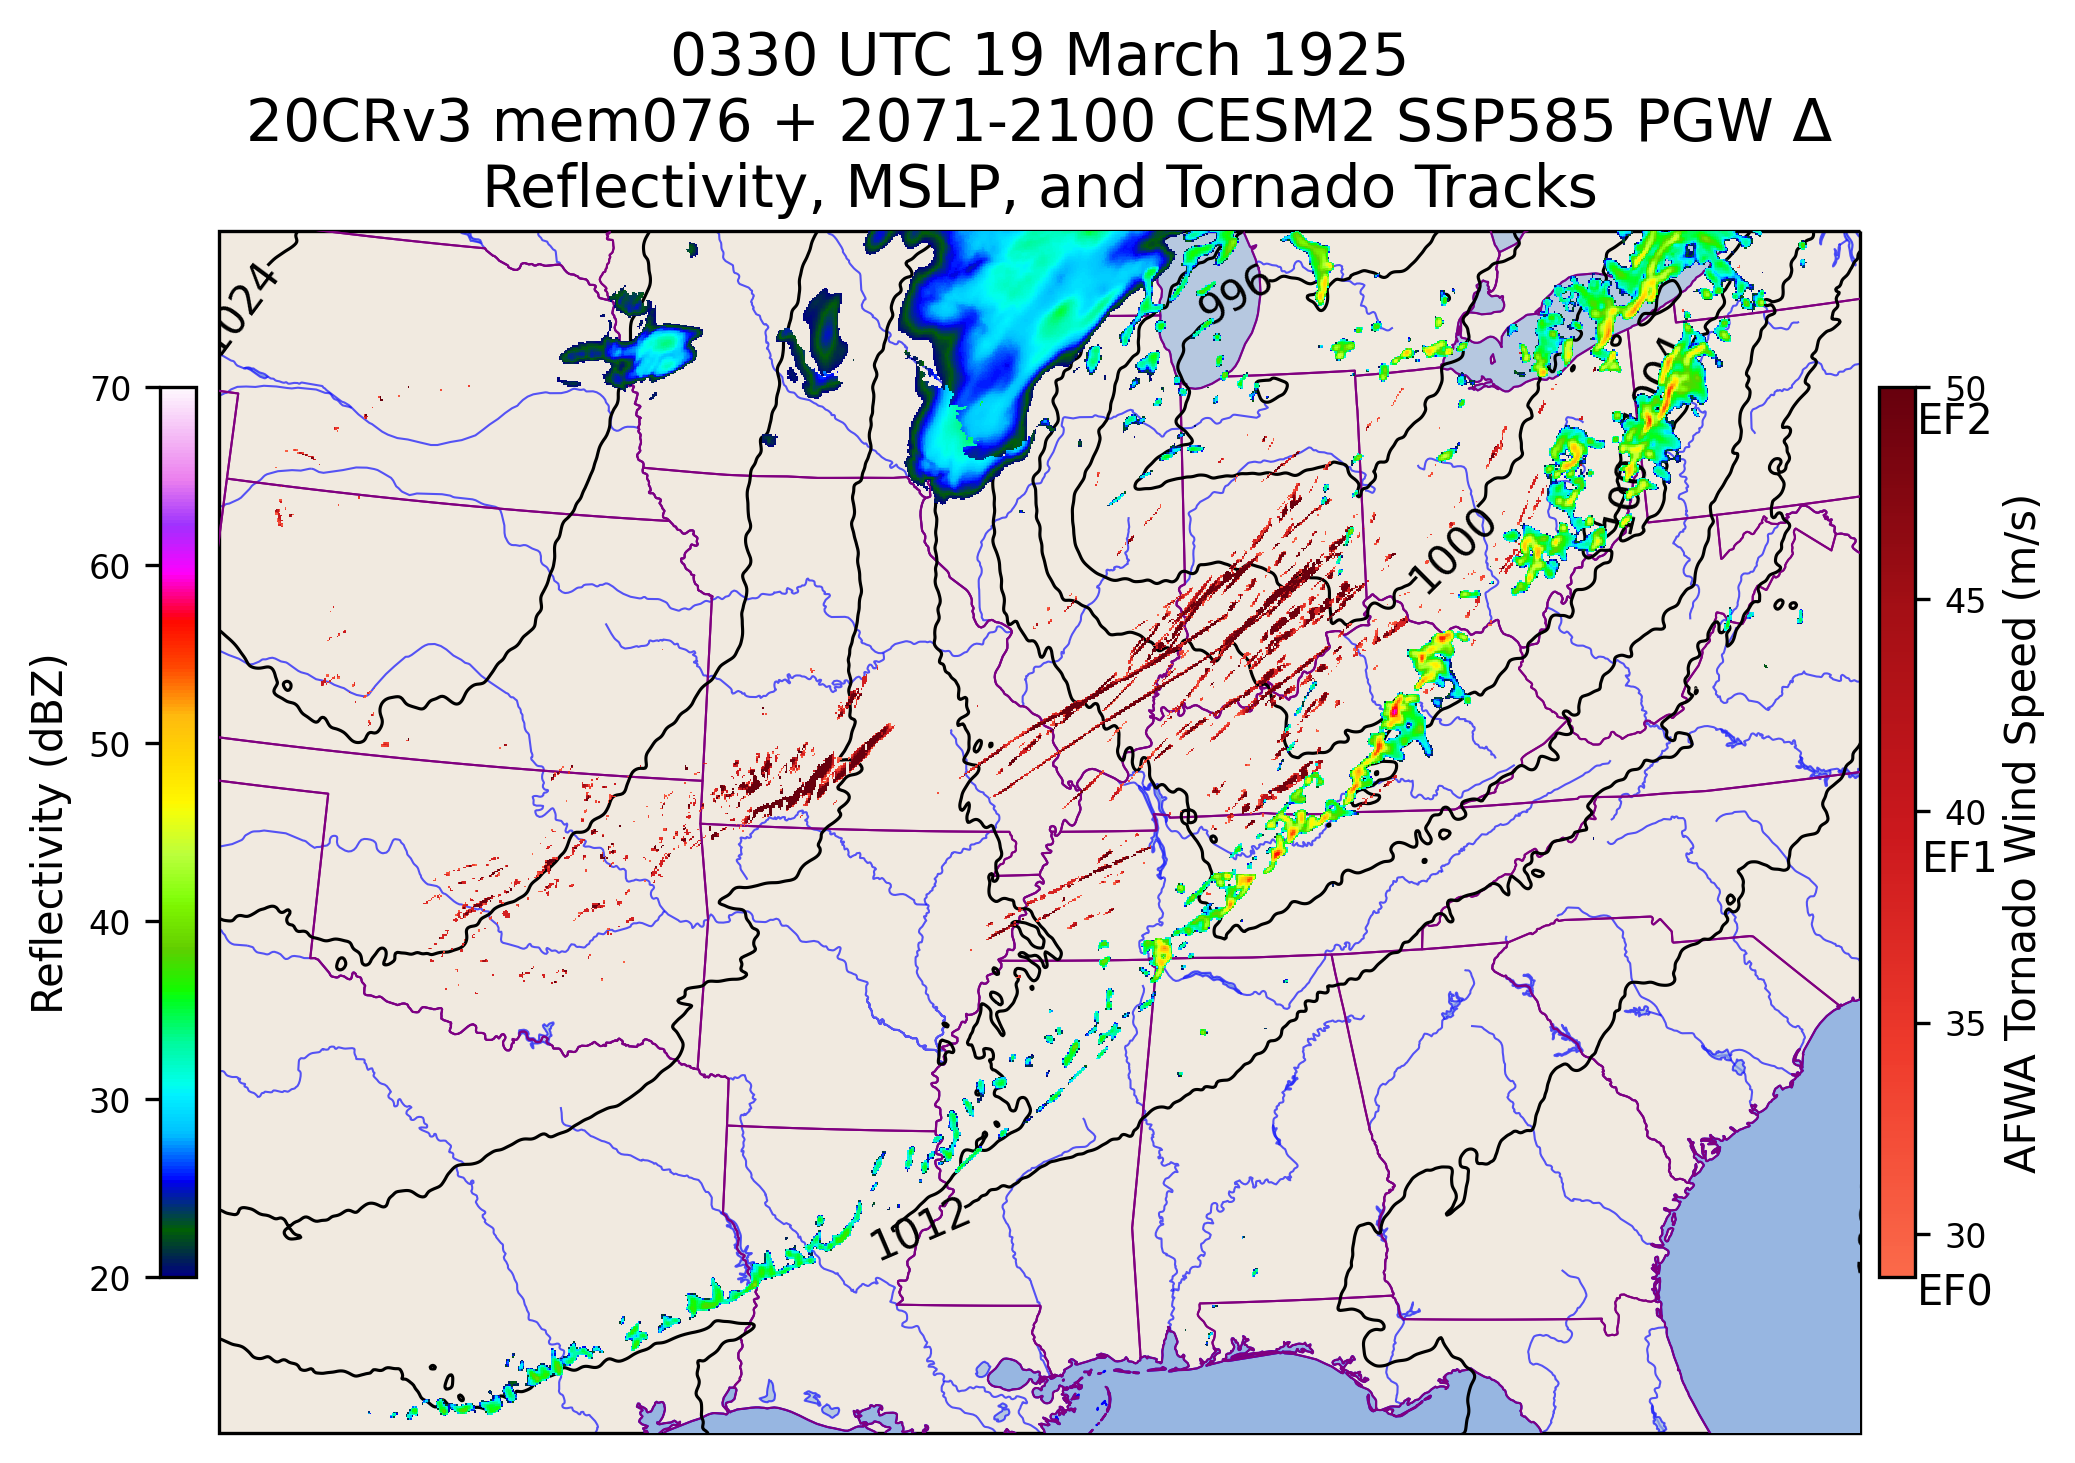 0330 UTC 19 March 1925
20CRv3 mem076 + 2071-2100 CESM2 SSP585 PGW Δ
Reflectivity, MSLP, and Tornado Tracks
1024
996
1004
1000
1012
70
60
50
40
30
20
Reflectivity (dBZ)
50
EF2
45
40
EF1
35
30
EF0
AFWA Tornado Wind Speed (m/s)